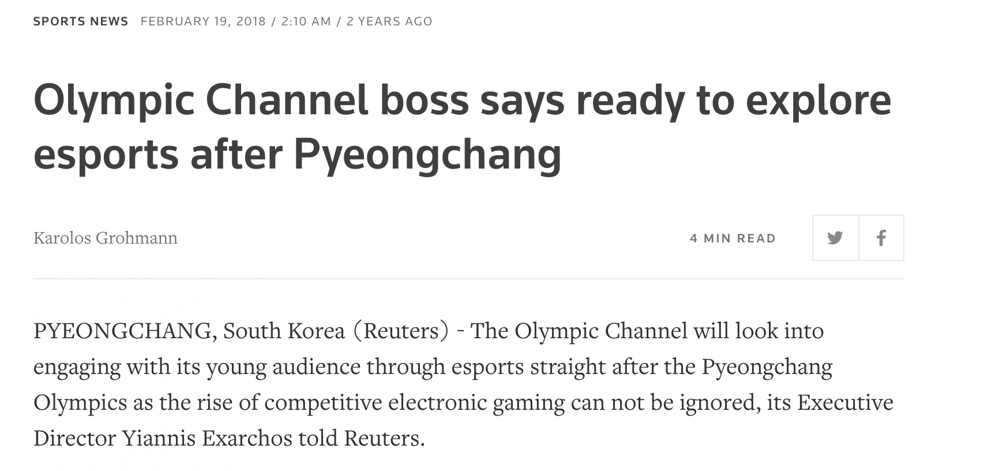 SPORTS NEWS FEBRUARY 19, 2018 / 2:10 AM / 2 YEARS AGO
Olympic Channel boss says ready to explore
esports after Pyeongchang
Karolos Grohmann
4 MIN READ
PYEONGCHANG, South Korea (Reuters) - The Olympic Channel will look into
engaging with its young audience through esports straight after the Pyeongchang
Olympics as the rise of competitive electronic gaming can not be ignored, its Executive
Director Yiannis Exarchos told Reuters.